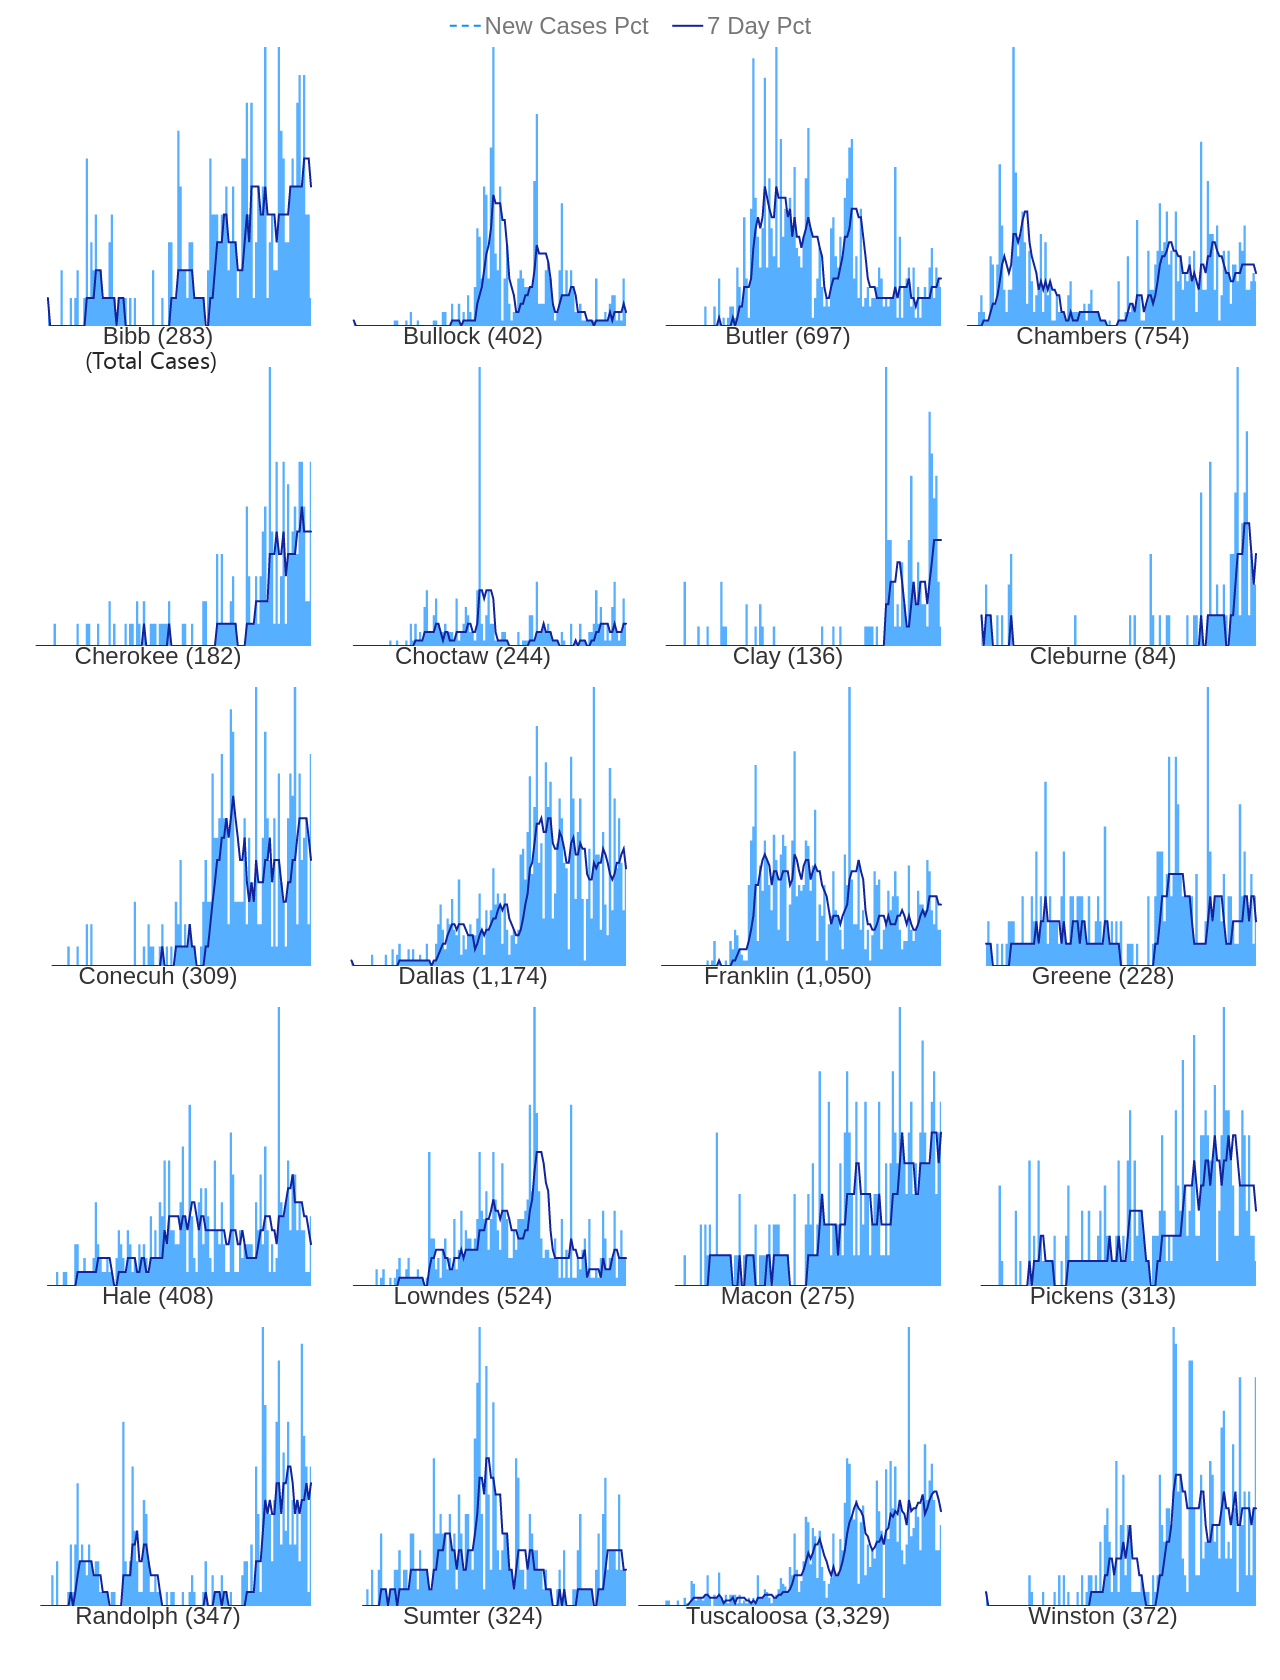 New Cases Pct 7 Day Pct
Bibb (283) Bullock (402) Butler (697) Chambers (754)
(Total Cases)
Cherokee (182) Choctaw (244) Clay (136) Cleburne (84)
Conecuh (309) Dallas (1,174) Franklin (1,050) Greene (228)
Hale (408) Lowndes (524) Macon (275) Pickens (313)
Randolph (347) Sumter (324) Tuscaloosa (3,329) Winston (372)